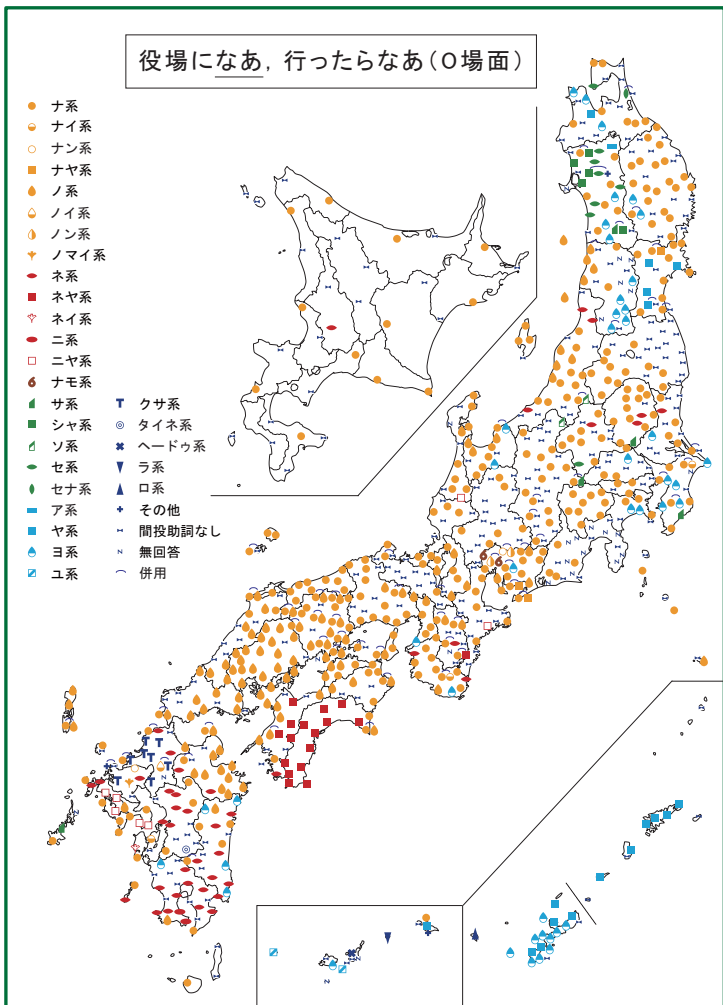 役場になあ，行ったらなあ（O場面）
ナ系
ナイ系
ナン系
ナヤ系
ノ系
ノイ系
ノン系
ノマイ系
ネ系
ネヤ系
ネイ系
ニ系
ニヤ系
ナモ系
サ系
シャ系
ソ系
セ系
セナ系
ア系
ヤ系
ヨ系
ユ系
クサ系
タイネ系
ヘードゥ系
ラ系
ロ系
その他
間投助詞なし
無回答
併用